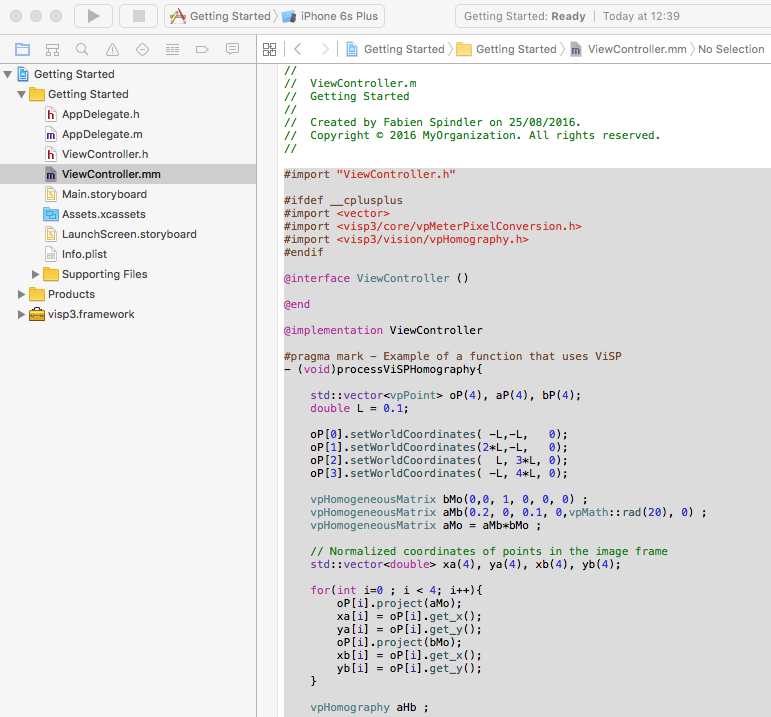 Getting Started
iPhone 6s Plus
Getting Started: Ready
Today at 12:39
Getting Started
Getting Started
ViewController.mm
No Selection
Getting Started
Getting Started
AppDelegate.h
AppDelegate.m
ViewController.h
ViewController.mm
Main.storyboard
Assets.xcassets
LaunchScreen.storyboard
Info.plist
Supporting Files
Products
visp3.framework
//
//  ViewController.m
//  Getting Started
//
//  Created by Fabien Spindler on 25/08/2016.
//  Copyright © 2016 MyOrganization. All rights reserved.
//
#import "ViewController.h"
#ifdef __cplusplus
#import <vector>
#import <visp3/core/vpMeterPixelConversion.h>
#import <visp3/vision/vpHomography.h>
#endif
@interface ViewController ()
@end
@implementation ViewController
#pragma mark - Example of a function that uses ViSP
- (void)processViSPHomography{
    std::vector<vpPoint> oP(4), aP(4), bP(4);
    double L = 0.1;
    oP[0].setWorldCoordinates( -L,-L,   0);
    oP[1].setWorldCoordinates(2*L,-L,   0);
    oP[2].setWorldCoordinates(  L, 3*L, 0);
    oP[3].setWorldCoordinates( -L, 4*L, 0);
    vpHomogeneousMatrix bMo(0,0, 1, 0, 0, 0) ;
    vpHomogeneousMatrix aMb(0.2, 0, 0.1, 0,vpMath::rad(20), 0) ;
    vpHomogeneousMatrix aMo = aMb*bMo ;
    // Normalized coordinates of points in the image frame
    std::vector<double> xa(4), ya(4), xb(4), yb(4);
    for(int i=0 ; i < 4; i++){
        oP[i].project(aMo);
        xa[i] = oP[i].get_x();
        ya[i] = oP[i].get_y();
        oP[i].project(bMo);
        xb[i] = oP[i].get_x();
        yb[i] = oP[i].get_y();
    }
    vpHomography aHb ;